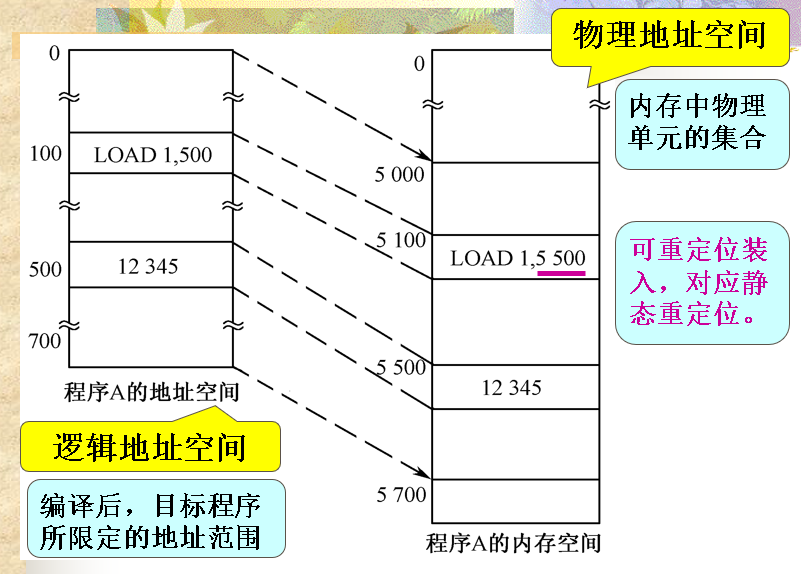 物理地址空间
内存中物理
单元的集合
0
100
LOAD 1,500
500
12 345
700
程序A的地址空间
逻辑地址空间
编译后，目标程序
所限定的地址范围
0
5 000
5 100
LOAD 1,5 500
5 500
12 345
5 700
程序A的内存空间
可重定位装
入，对应静
态重定位。